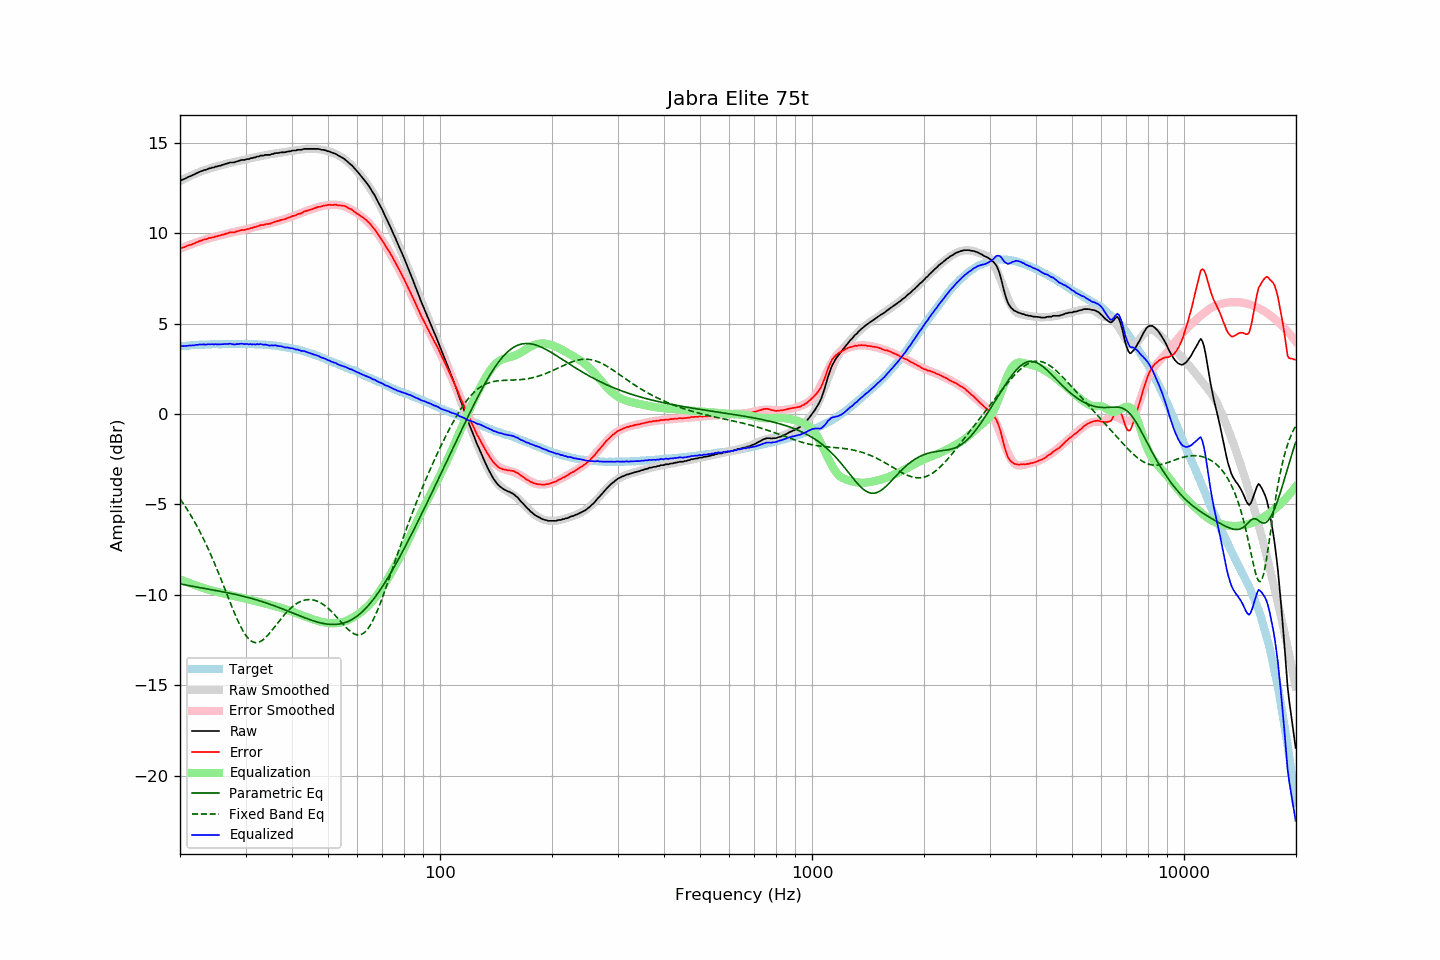 Jabra Elite 75t
Amplitude (dBr)
15
10
5
0
−5
−10
−15
−20
Target
Raw Smoothed
Error Smoothed
Raw
Error
Equalization
Parametric Eq
Fixed Band Eq
Equalized
100
1000
10000
Frequency (Hz)